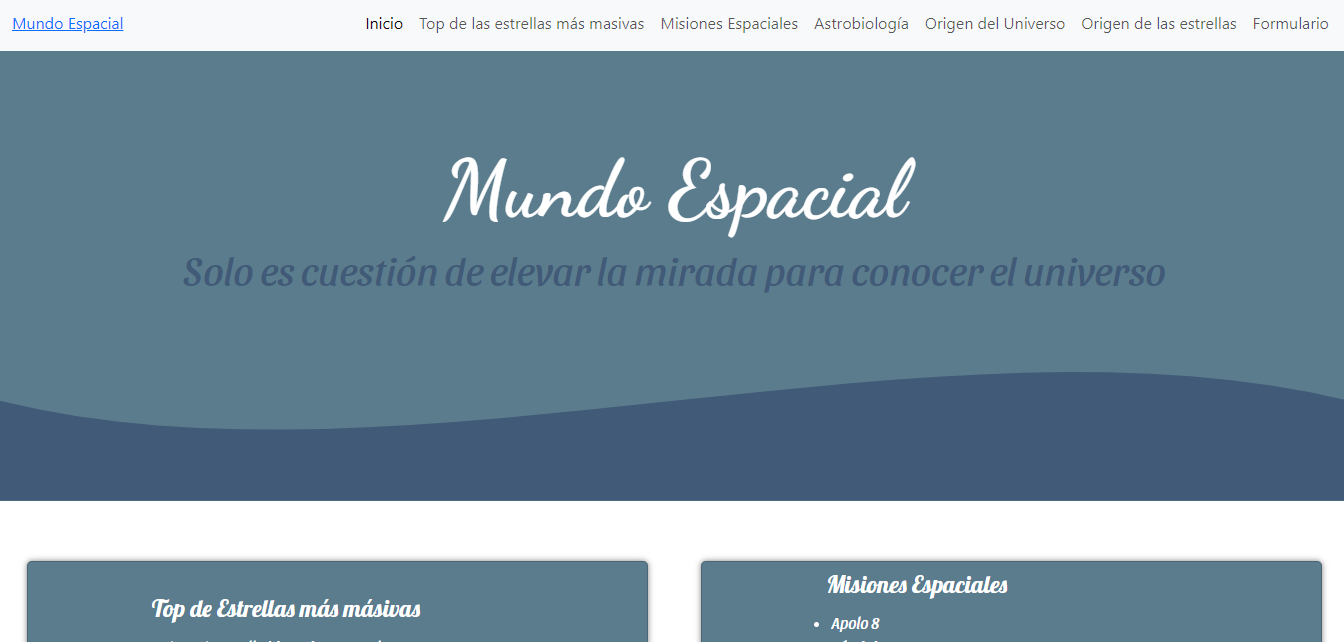 Mundo Espacial Inicio Top de las estrellas más masivas Misiones Espaciales Astrobiología Origen del Universo Origen de las estrellas Formulario
Mundo Espacial
Solo es cuestión de elevar la mirada para conocer el universo
Top de Estrellas más másivas
Misiones Espaciales
Apolo 8